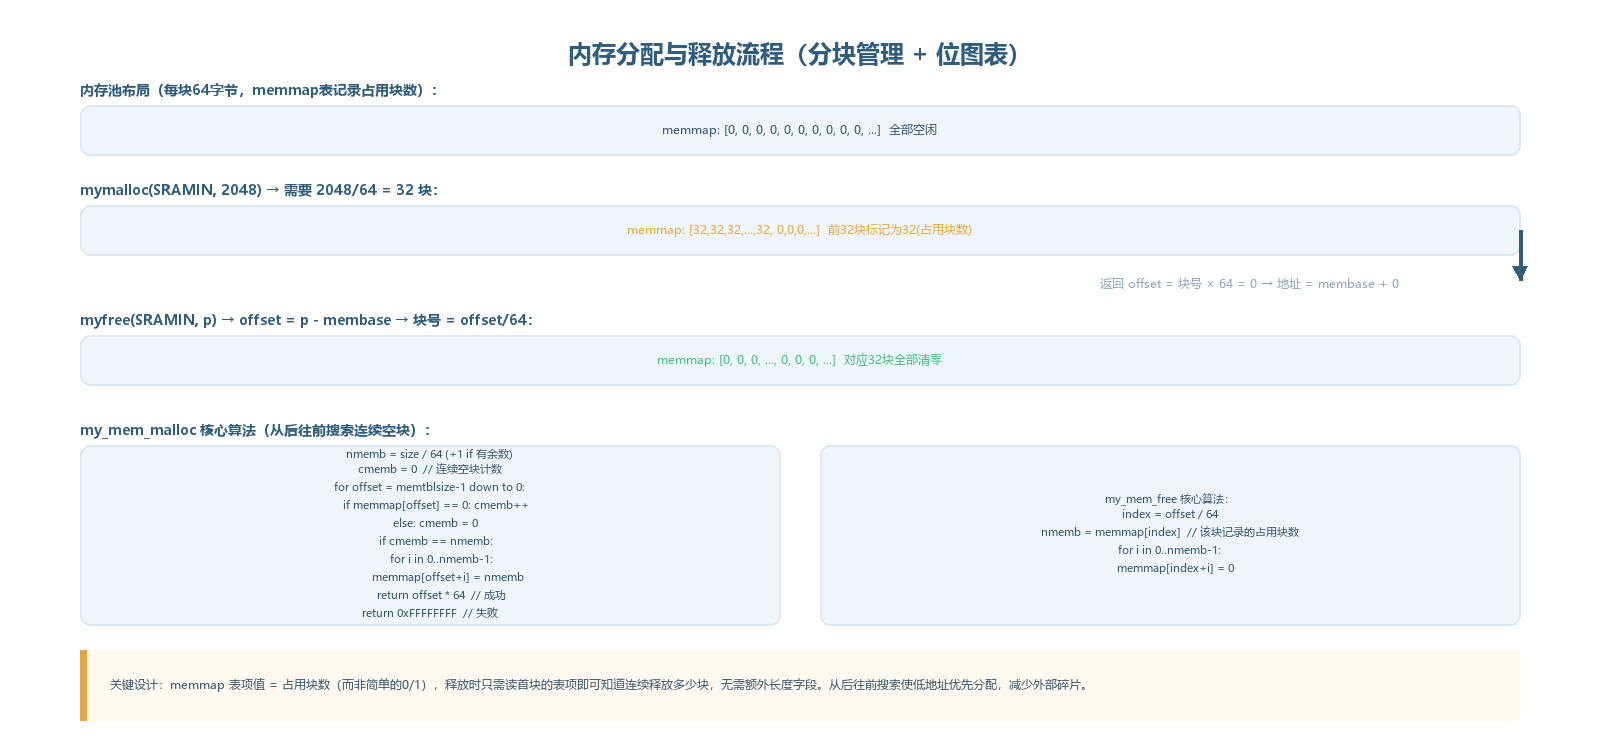 内存分配与释放流程（分块管理 + 位图表）
内存池布局（每块64字节，memmap表记录占用块数）:
memmap: [0, 0, 0, 0, 0, 0, 0, 0, 0, 0, ...]  全部空闲
mymalloc(SRAMIN, 2048) → 需要 2048/64 = 32 块:
memmap: [32,32,32,...,32, 0,0,0,...]  前32块标记为32(占用块数)
返回 offset = 块号 × 64 = 0 → 地址 = membase + 0
myfree(SRAMIN, p) → offset = p - membase → 块号 = offset/64:
memmap: [0, 0, 0, ..., 0, 0, 0, ...]  对应32块全部清零
my_mem_malloc 核心算法（从后往前搜索连续空块）:
nmemb = size / 64 (+1 if 有余数)
cmemb = 0  // 连续空块计数
for offset = memtblsize-1 down to 0:
if memmap[offset] == 0: cmemb++
else: cmemb = 0
if cmemb == nmemb:
for i in 0..nmemb-1:
memmap[offset+i] = nmemb
return offset * 64  // 成功
return 0xFFFFFFFF  // 失败
my_mem_free 核心算法:
index = offset / 64
nmemb = memmap[index]  // 该块记录的占用块数
for i in 0..nmemb-1:
memmap[index+i] = 0
关键设计：memmap 表项值 = 占用块数（而非简单的0/1），释放时只需读首块的表项即可知道连续释放多少块，无需额外长度字段。从后往前搜索使低地址优先分配，减少外部碎片。